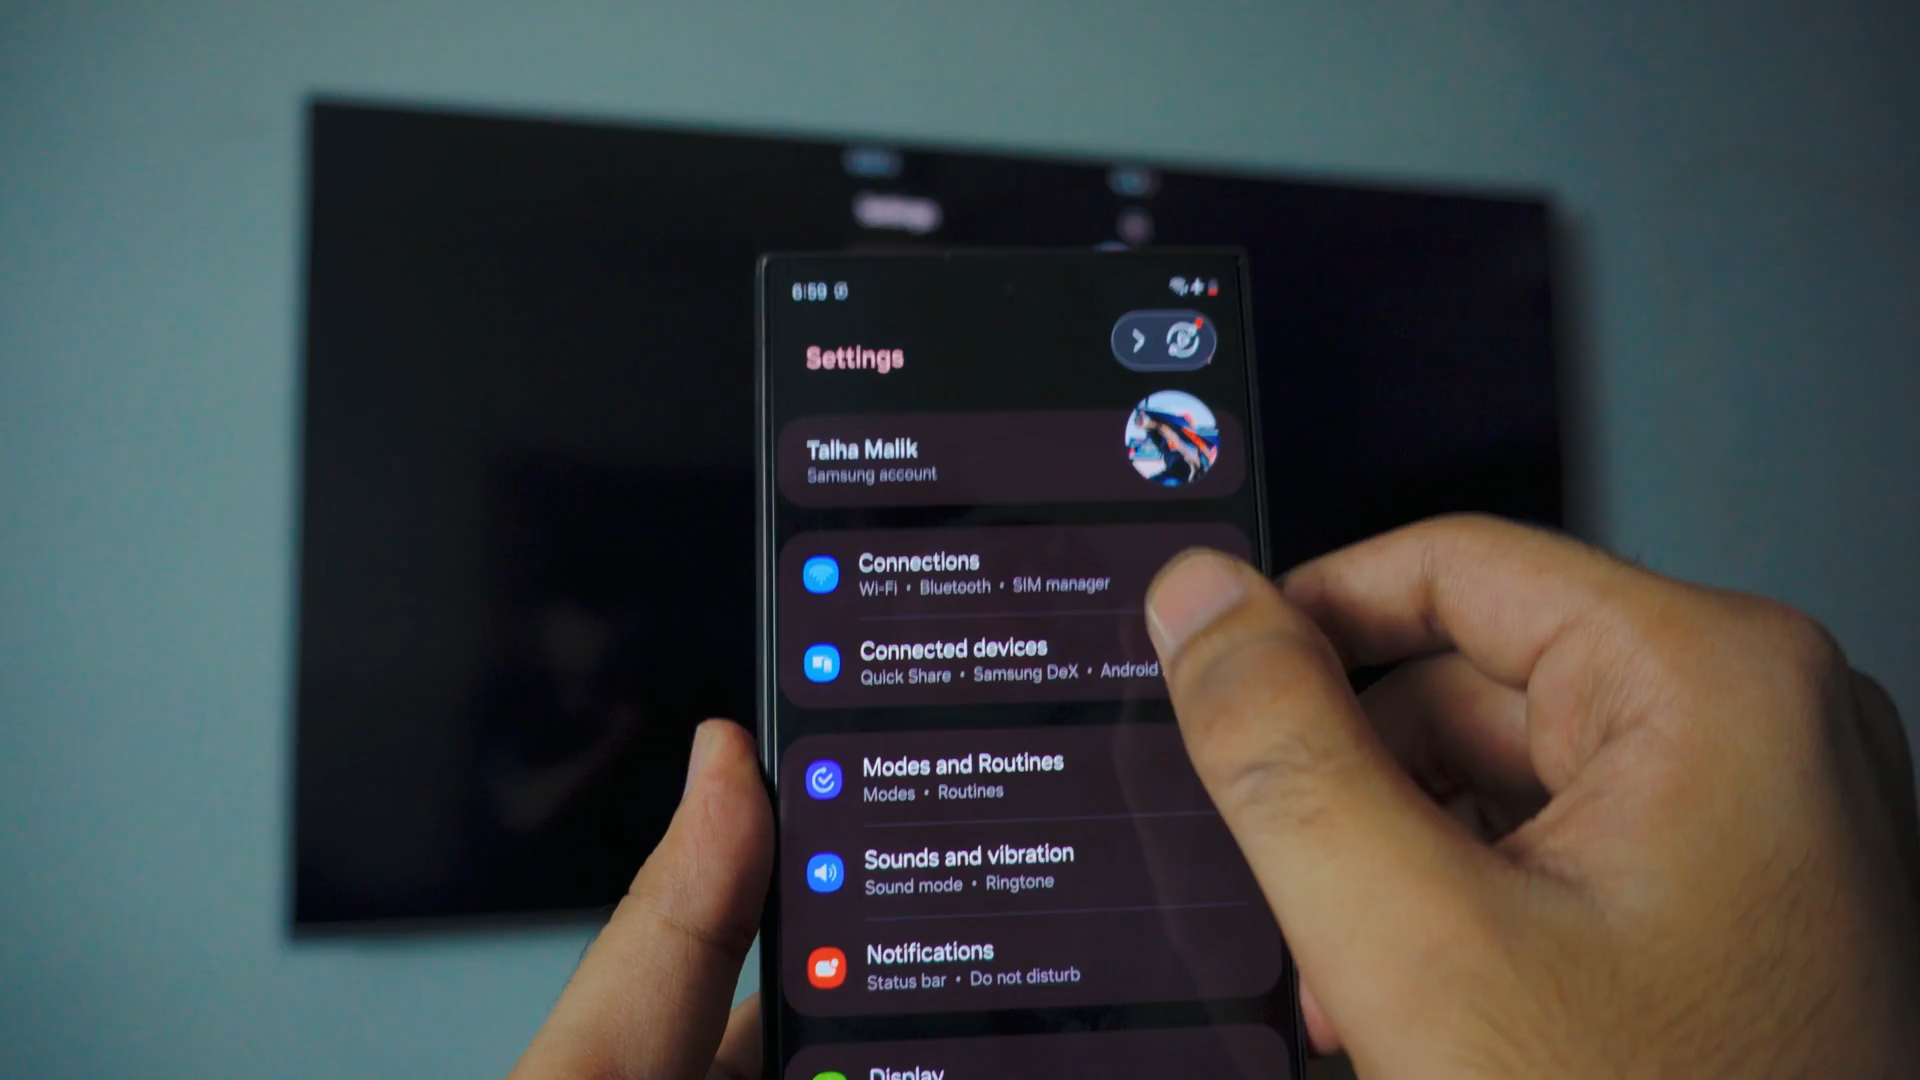 6:59
Settings
Talha Malik
Samsung account
Connections
Wi-Fi • Bluetooth • SIM manager
Connected devices
Quick Share • Samsung DeX • Android
Modes and Routines
Modes • Routines
Sounds and vibration
Sound mode • Ringtone
Notifications
Status bar • Do not disturb
Display